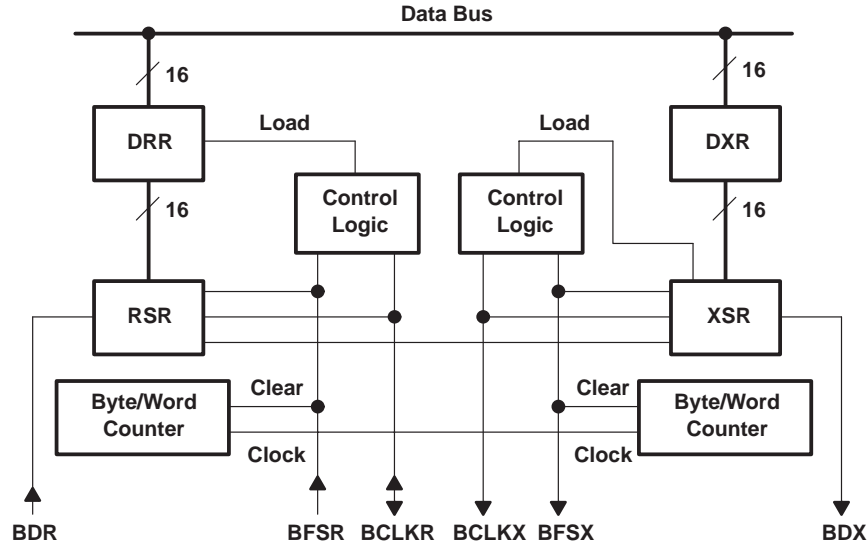 Data Bus
16
16
DRR
Load
Load
DXR
Control
Logic
Control
Logic
16
16
RSR
XSR
Byte/Word
Counter
Clear
Clock
Clear
Clock
Byte/Word
Counter
BDR
BFSR
BCLKR
BCLKX
BFSX
BDX